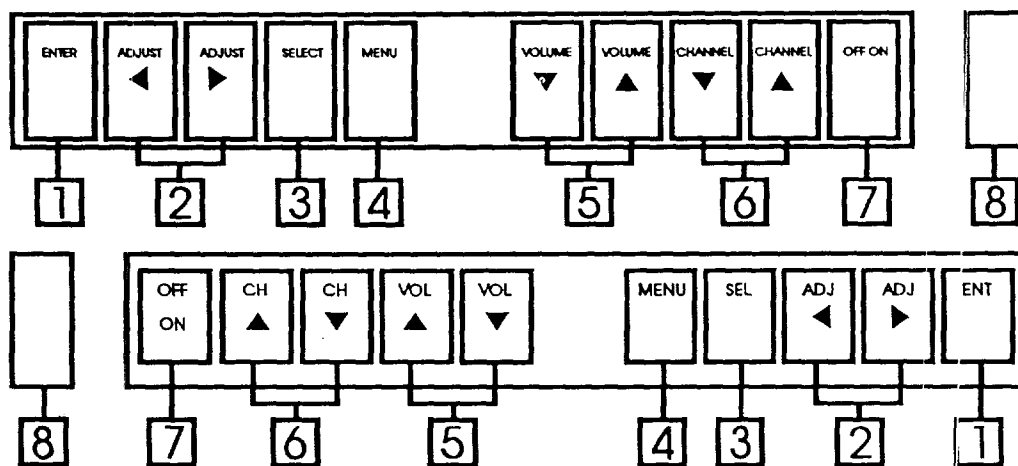 ENTER ADJUST ADJUST SELECT MENU VOLUME VOLUME CHANNEL CHANNEL OFF ON
1 2 3 4 5 6 7 8
OFF CH CH VOL VOL MENU SEL ADJ ADJ ENT
ON
8 7 6 5 4 3 2 1